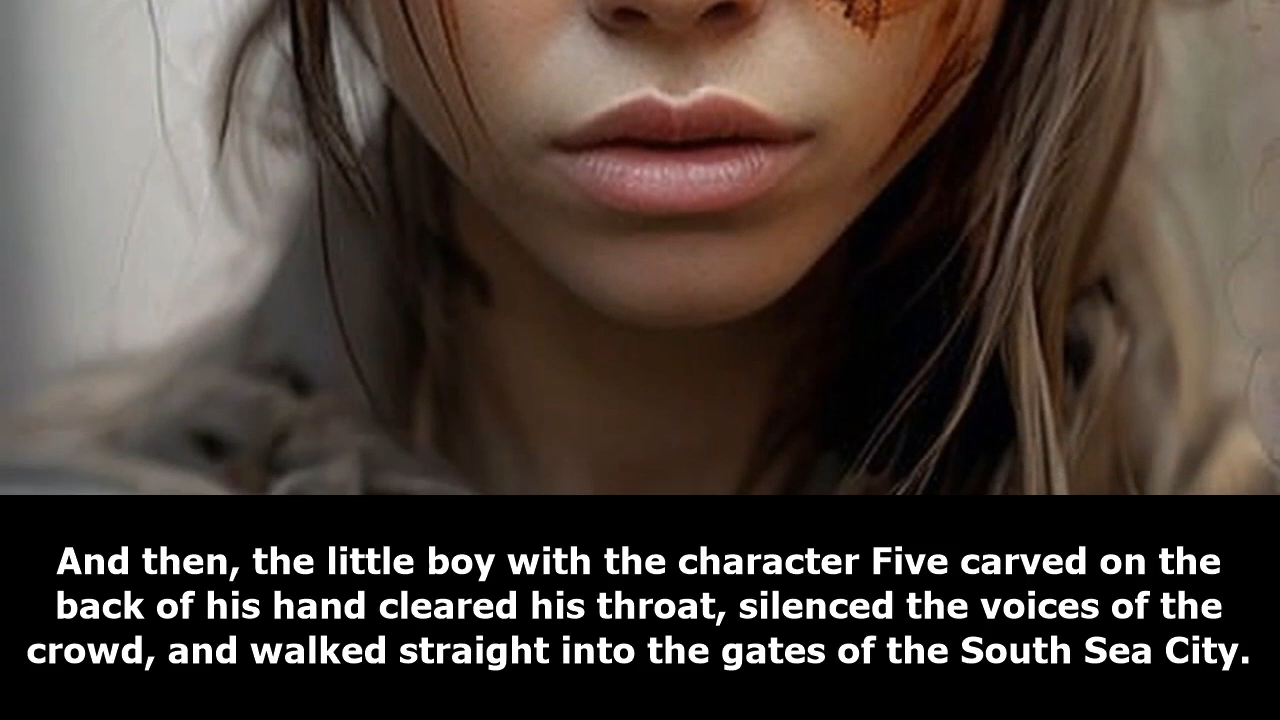 And then, the little boy with the character Five carved on the
back of his hand cleared his throat, silenced the voices of the
crowd, and walked straight into the gates of the South Sea City.